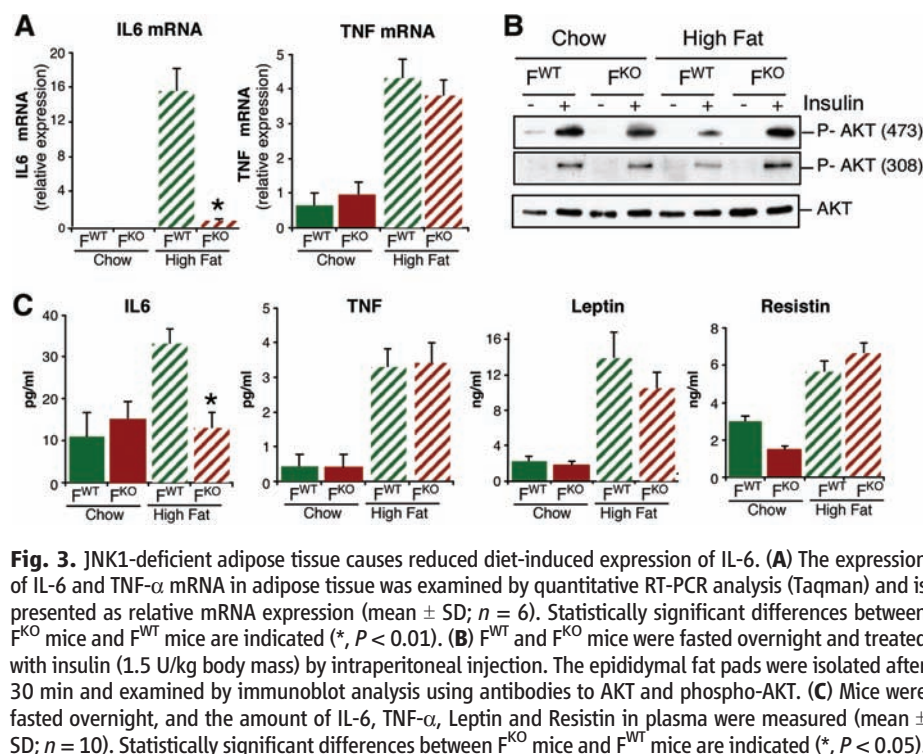 A
IL6 mRNA
TNF mRNA
IL6 mRNA
(relative expression)
20
16
12
8
4
0
TNF mRNA
(relative expression)
5
4
3
2
1
0
*
FWT FKO FWT FKO
Chow High Fat
FWT FKO FWT FKO
Chow High Fat
B
Chow High Fat
FWT FKO FWT FKO
- + - + - + - + Insulin
P- AKT (473)
P- AKT (308)
AKT
C
IL6
pg/ml
40
30
20
10
0
*
FWT FKO FWT FKO
Chow High Fat
TNF
pg/ml
5
4
3
2
1
0
FWT FKO FWT FKO
Chow High Fat
Leptin
ng/ml
16
12
8
4
0
FWT FKO FWT FKO
Chow High Fat
Resistin
ng/ml
8
6
4
2
0
FWT FKO FWT FKO
Chow High Fat
Fig. 3. JNK1-deficient adipose tissue causes reduced diet-induced expression of IL-6. (A) The expression
of IL-6 and TNF-α mRNA in adipose tissue was examined by quantitative RT-PCR analysis (Taqman) and is
presented as relative mRNA expression (mean ± SD; n = 6). Statistically significant differences between
FKO mice and FWT mice are indicated (*, P < 0.01). (B) FWT and FKO mice were fasted overnight and treated
with insulin (1.5 U/kg body mass) by intraperitoneal injection. The epididymal fat pads were isolated after
30 min and examined by immunoblot analysis using antibodies to AKT and phospho-AKT. (C) Mice were
fasted overnight, and the amount of IL-6, TNF-α, Leptin and Resistin in plasma were measured (mean ±
SD; n = 10). Statistically significant differences between FKO mice and FWT mice are indicated (*, P < 0.05).